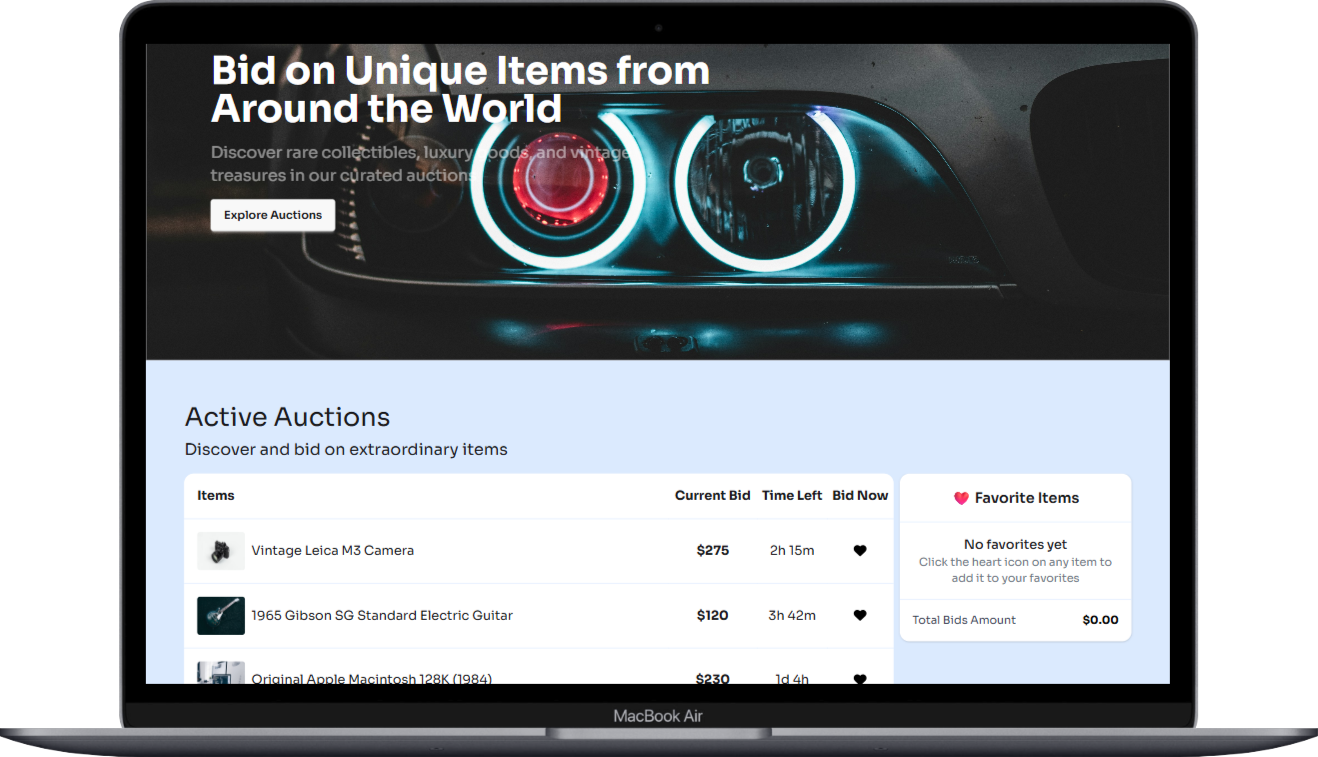 Bid on Unique Items from
Around the World
Discover rare collectibles, luxury goods, and vintage
treasures in our curated auctions
Explore Auctions
Active Auctions
Discover and bid on extraordinary items
Items Current Bid Time Left Bid Now
Vintage Leica M3 Camera $275 2h 15m
1965 Gibson SG Standard Electric Guitar $120 3h 42m
Original Apple Macintosh 128K (1984) $230 1d 4h
Favorite Items
No favorites yet
Click the heart icon on any item to
add it to your favorites
Total Bids Amount $0.00
MacBook Air